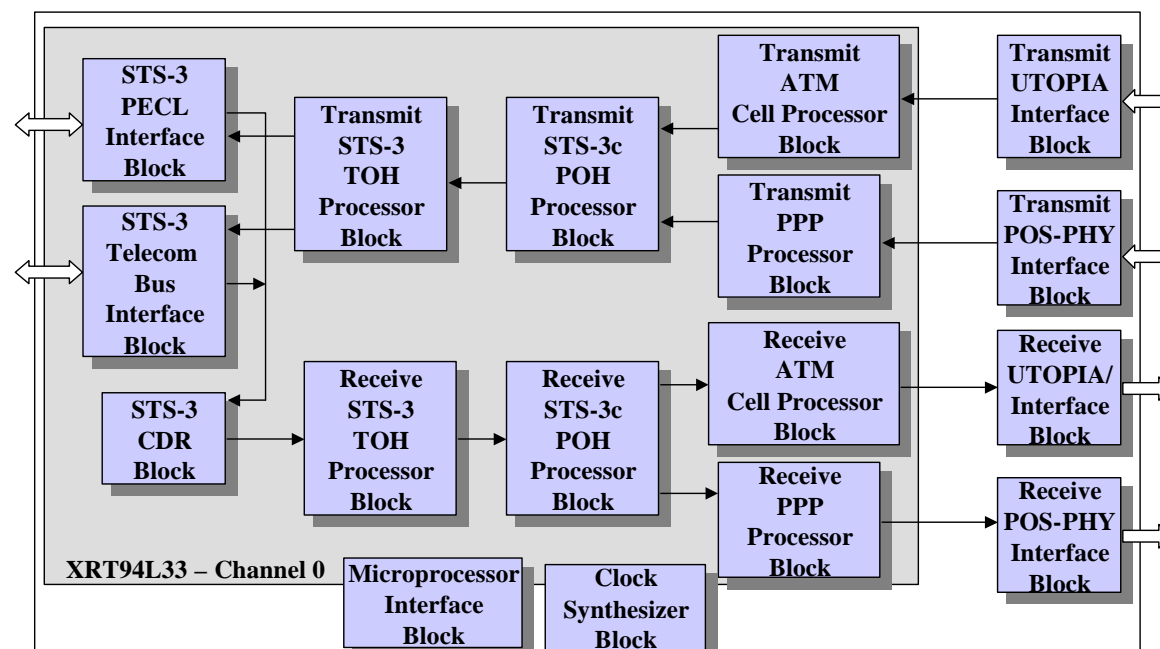 STS-3
PECL
Interface
Block
Transmit
STS-3
TOH
Processor
Block
Transmit
STS-3c
POH
Processor
Block
Transmit
ATM
Cell Processor
Block
Transmit
UTOPIA
Interface
Block
STS-3
Telecom
Bus
Interface
Block
Transmit
PPP
Processor
Block
Transmit
POS-PHY
Interface
Block
STS-3
CDR
Block
Receive
STS-3
TOH
Processor
Block
Receive
STS-3c
POH
Processor
Block
Receive
ATM
Cell Processor
Block
Receive
UTOPIA/
Interface
Block
Receive
PPP
Processor
Block
Receive
POS-PHY
Interface
Block
XRT94L33 – Channel 0
Microprocessor
Interface
Block
Clock
Synthesizer
Block